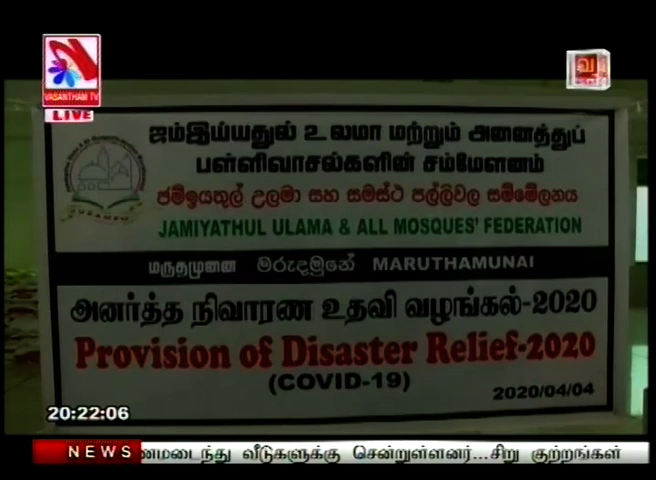 VASANTHAM TV
LIVE
ஜம்இய்யதுல் உலமா மற்றும் அனைத்துப்
பள்ளிவாசல்களின் சம்மேளனம்
ජම්ඉයතුල් උලමා සහ සමස්ථ පල්ලිවල සම්මේලනය
JAMIYATHUL ULAMA & ALL MOSQUES' FEDERATION
மருதமுனை මරුදමුනේ MARUTHAMUNAI
அனர்த்த நிவாரண உதவி வழங்கல்-2020
Provision of Disaster Relief-2020
(COVID-19)
2020/04/04
20:22:06
NEWS ணமடைந்து வீடுகளுக்கு சென்றுள்ளனர்...சிறு குற்றங்கள்